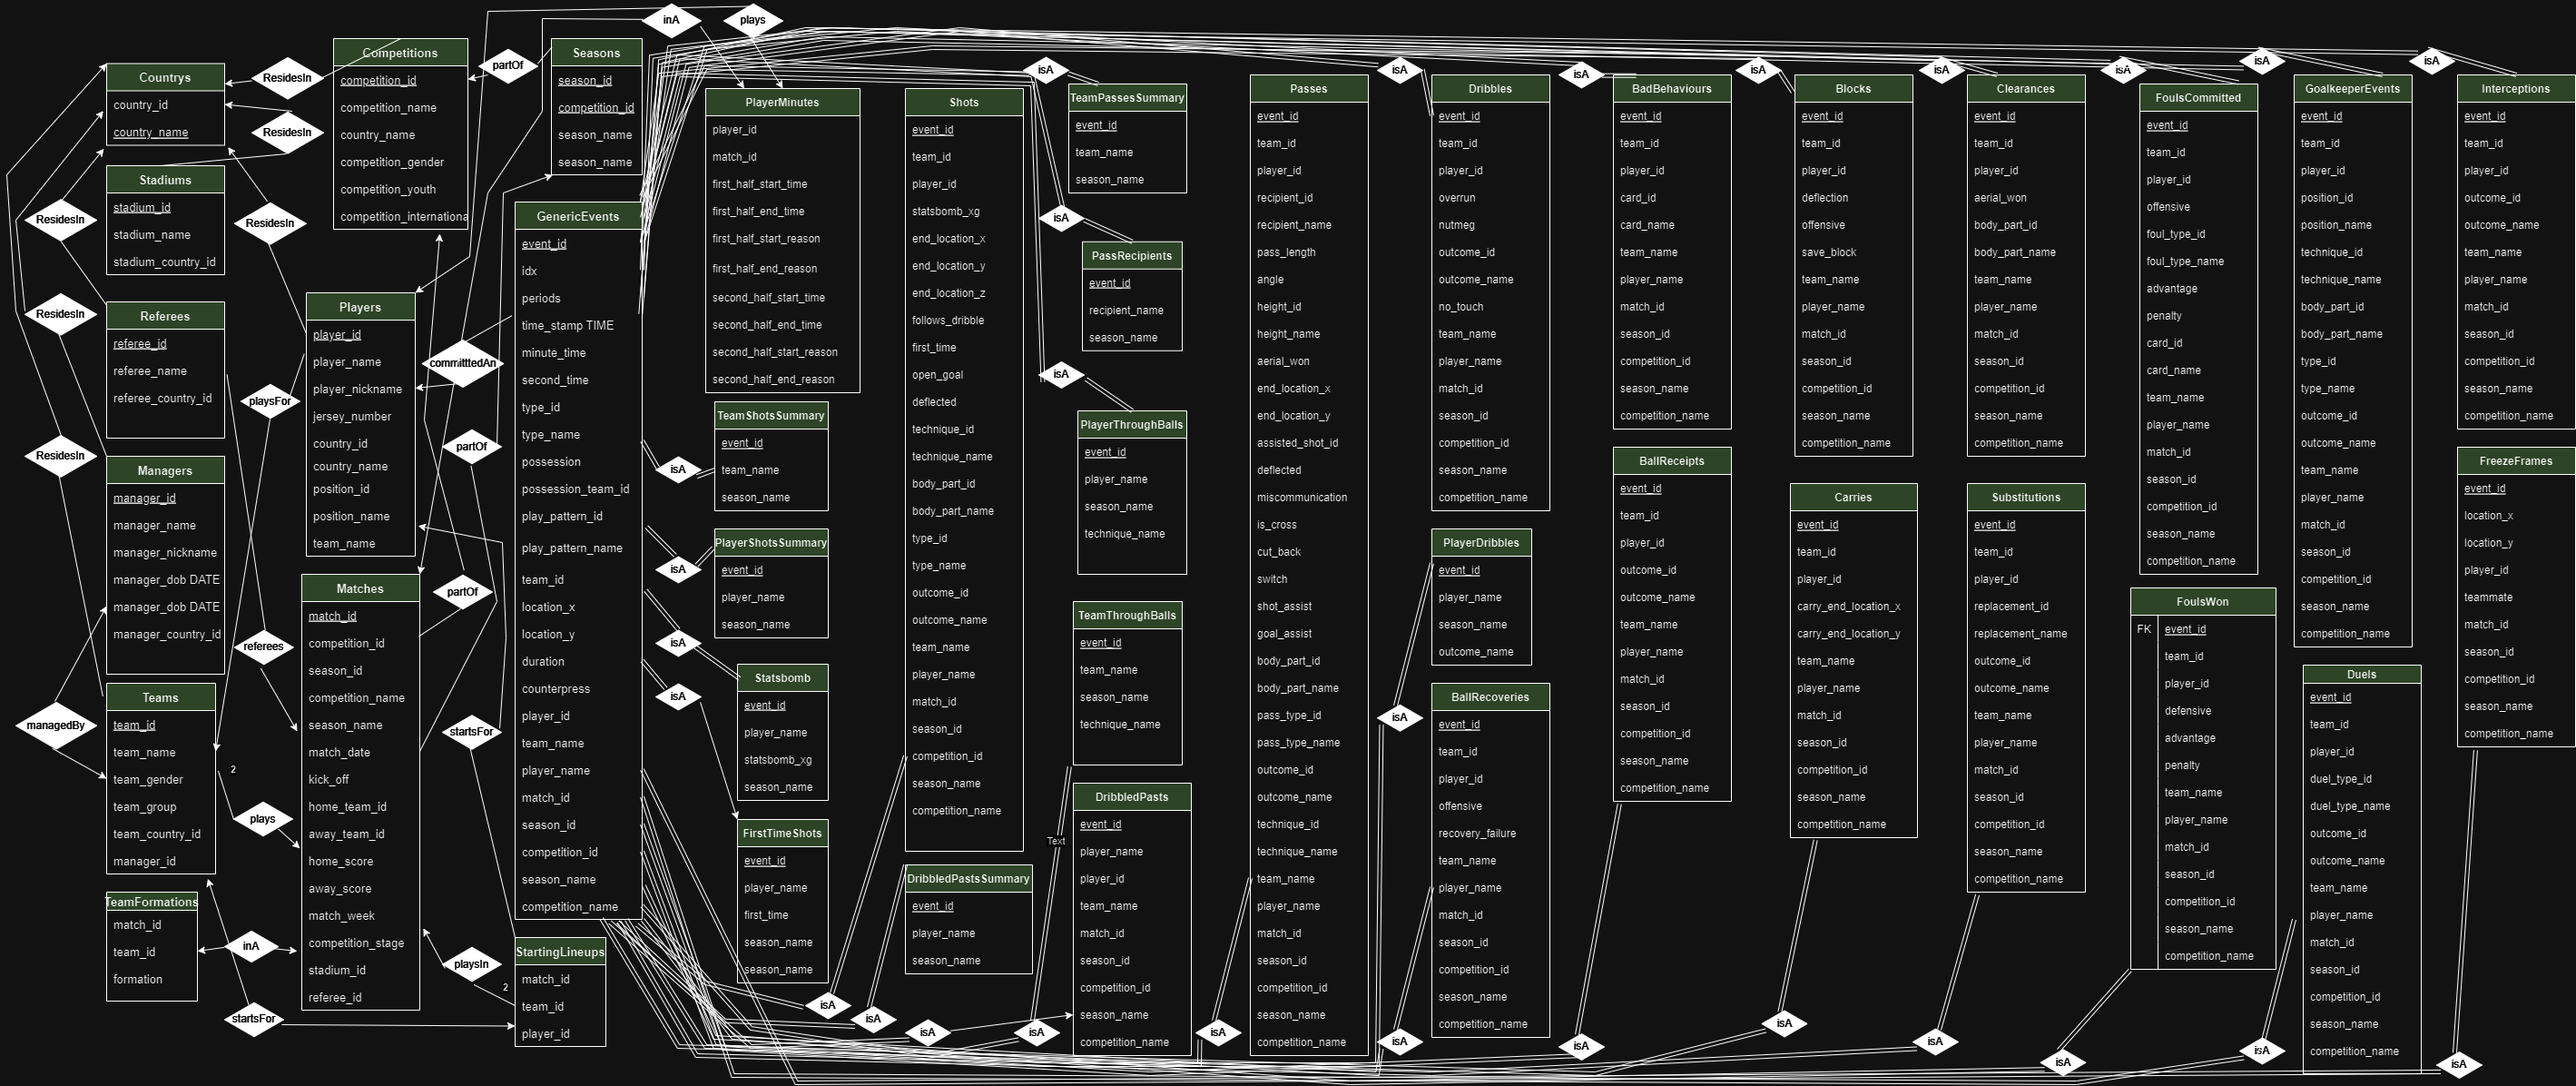 inA
plays
Countrys
country_id
country_name
ResidesIn
ResidesIn
Competitions
competition_id
competition_name
country_name
competition_gender
competition_youth
competition_internationa
partOf
Seasons
season_id
competition_id
season_name
season_name
Stadiums
stadium_id
stadium_name
stadium_country_id
ResidesIn
ResidesIn
Referees
referee_id
referee_name
referee_country_id
ResidesIn
Players
player_id
player_name
player_nickname
jersey_number
country_id
country_name
position_id
position_name
team_name
committtedAn
playsFor
partOf
ResidesIn
Managers
manager_id
manager_name
manager_nickname
manager_dob DATE
manager_dob DATE
manager_country_id
Matches
match_id
competition_id
season_id
competition_name
season_name
match_date
kick_off
home_team_id
away_team_id
home_score
away_score
match_week
competition_stage
stadium_id
referee_id
partOf
referees
managedBy
Teams
team_id
team_name
team_gender
team_group
team_country_id
manager_id
2
plays
startsFor
TeamFormations
match_id
team_id
formation
inA
startsFor
playsIn
2
StartingLineups
match_id
team_id
player_id
GenericEvents
event_id
idx
periods
time_stamp TIME
minute_time
second_time
type_id
type_name
possession
possession_team_id
play_pattern_id
play_pattern_name
team_id
location_x
location_y
duration
counterpress
player_id
team_name
player_name
match_id
season_id
competition_id
season_name
competition_name
PlayerMinutes
player_id
match_id
first_half_start_time
first_half_end_time
first_half_start_reason
first_half_end_reason
second_half_start_time
second_half_end_time
second_half_start_reason
second_half_end_reason
TeamShotsSummary
event_id
team_name
season_name
isA
PlayerShotsSummary
event_id
player_name
season_name
isA
Statsbomb
event_id
player_name
statsbomb_xg
season_name
isA
isA
FirstTimeShots
event_id
player_name
first_time
season_name
season_name
Shots
event_id
team_id
player_id
statsbomb_xg
end_location_x
end_location_y
end_location_z
follows_dribble
first_time
open_goal
deflected
technique_id
technique_name
body_part_id
body_part_name
type_id
type_name
outcome_id
outcome_name
team_name
player_name
match_id
season_id
competition_id
season_name
competition_name
DribbledPastsSummary
event_id
player_name
season_name
isA
isA
isA
isA
isA
TeamPassesSummary
event_id
team_name
season_name
isA
PassRecipients
event_id
recipient_name
season_name
isA
PlayerThroughBalls
event_id
player_name
season_name
technique_name
TeamThroughBalls
event_id
team_name
season_name
technique_name
Text
DribbledPasts
event_id
player_name
player_id
team_name
match_id
season_id
competition_id
season_name
competition_name
Passes
event_id
team_id
player_id
recipient_id
recipient_name
pass_length
angle
height_id
height_name
aerial_won
end_location_x
end_location_y
assisted_shot_id
deflected
miscommunication
is_cross
cut_back
switch
shot_assist
goal_assist
body_part_id
body_part_name
pass_type_id
pass_type_name
outcome_id
outcome_name
technique_id
technique_name
team_name
player_name
match_id
season_id
competition_id
season_name
competition_name
isA
isA
Dribbles
event_id
team_id
player_id
overrun
nutmeg
outcome_id
outcome_name
no_touch
team_name
player_name
match_id
season_id
competition_id
season_name
competition_name
PlayerDribbles
event_id
player_name
season_name
outcome_name
isA
BallRecoveries
event_id
team_id
player_id
offensive
recovery_failure
team_name
player_name
match_id
season_id
competition_id
season_name
competition_name
isA
isA
BadBehaviours
event_id
team_id
player_id
card_id
card_name
team_name
player_name
match_id
season_id
competition_id
season_name
competition_name
BallReceipts
event_id
team_id
player_id
outcome_id
outcome_name
team_name
player_name
match_id
season_id
competition_id
season_name
competition_name
isA
isA
Blocks
event_id
team_id
player_id
deflection
offensive
save_block
team_name
player_name
match_id
season_id
competition_id
season_name
competition_name
Carries
event_id
team_id
player_id
carry_end_location_x
carry_end_location_y
team_name
player_name
match_id
season_id
competition_id
season_name
competition_name
isA
isA
Clearances
event_id
team_id
player_id
aerial_won
body_part_id
body_part_name
team_name
player_name
match_id
season_id
competition_id
season_name
competition_name
Substitutions
event_id
team_id
player_id
replacement_id
replacement_name
outcome_id
outcome_name
team_name
player_name
match_id
season_id
competition_id
season_name
competition_name
isA
isA
FoulsCommitted
event_id
team_id
player_id
offensive
foul_type_id
foul_type_name
advantage
penalty
card_id
card_name
team_name
player_name
match_id
season_id
competition_id
season_name
competition_name
FoulsWon
FK
event_id
team_id
player_id
defensive
advantage
penalty
team_name
player_name
match_id
season_id
competition_id
season_name
competition_name
isA
isA
GoalkeeperEvents
event_id
team_id
player_id
position_id
position_name
technique_id
technique_name
body_part_id
body_part_name
type_id
type_name
outcome_id
outcome_name
team_name
player_name
match_id
season_id
competition_id
season_name
competition_name
Duels
event_id
team_id
player_id
duel_type_id
duel_type_name
outcome_id
outcome_name
team_name
player_name
match_id
season_id
competition_id
season_name
competition_name
isA
isA
Interceptions
event_id
team_id
player_id
outcome_id
outcome_name
team_name
player_name
match_id
season_id
competition_id
season_name
competition_name
FreezeFrames
event_id
location_x
location_y
player_id
teammate
match_id
season_id
competition_id
season_name
competition_name
isA